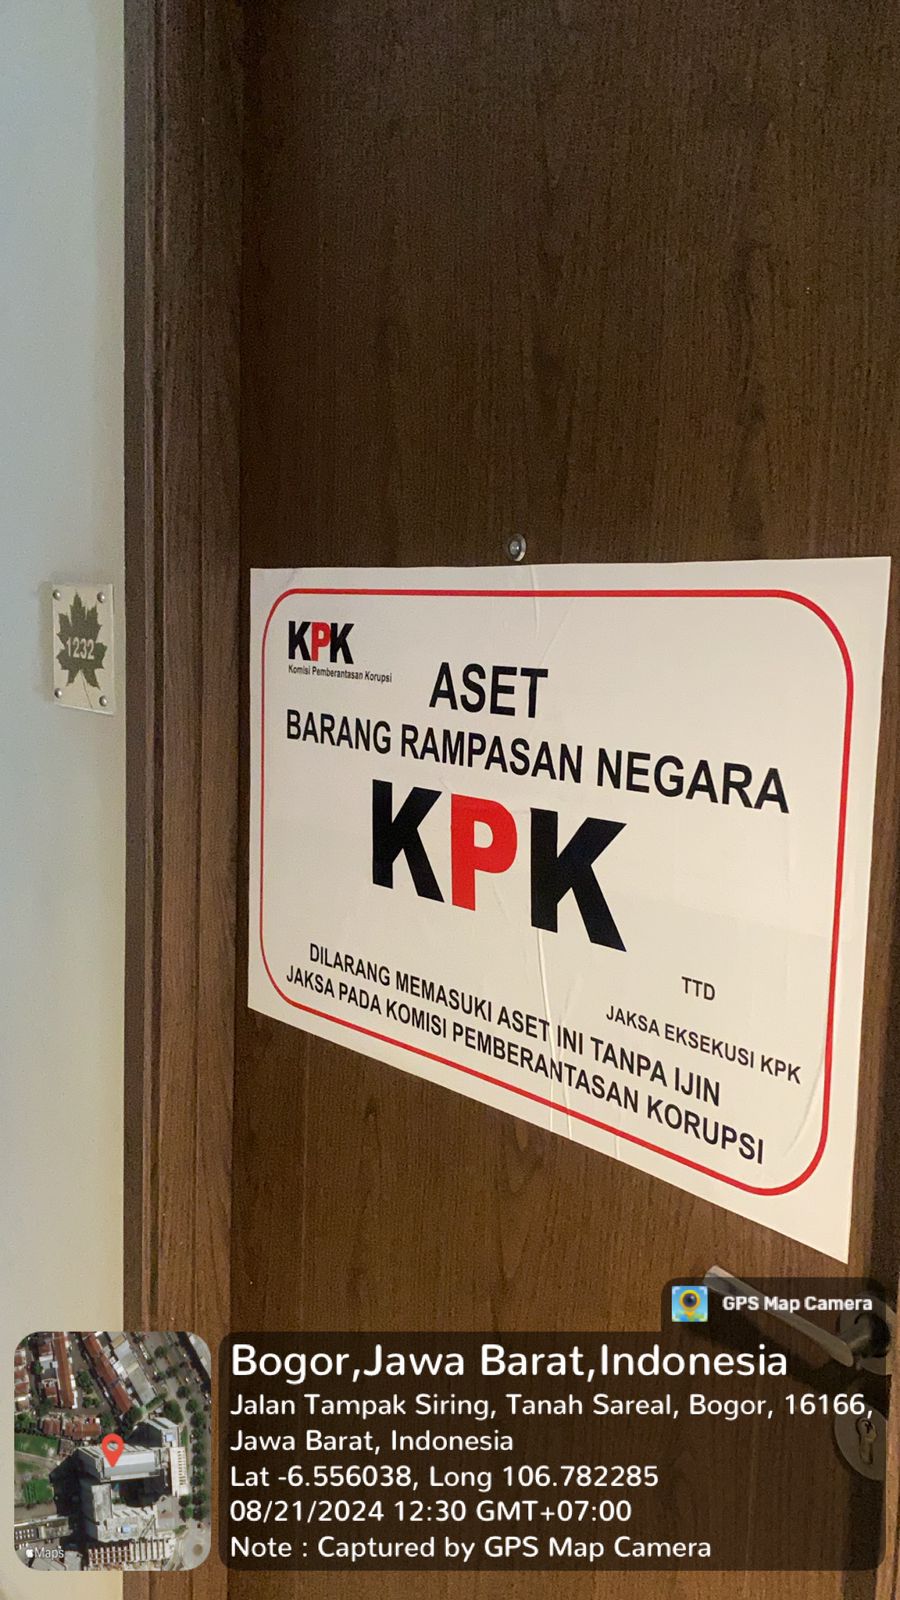 1232
KPK
Komisi Pemberantasan Korupsi
ASET
BARANG RAMPASAN NEGARA
KPK
TTD
JAKSA EKSEKUSI KPK
DILARANG MEMASUKI ASET INI TANPA IJIN
JAKSA PADA KOMISI PEMBERANTASAN KORUPSI
GPS Map Camera
Bogor,Jawa Barat,Indonesia
Jalan Tampak Siring, Tanah Sareal, Bogor, 16166,
Jawa Barat, Indonesia
Lat -6.556038, Long 106.782285
08/21/2024 12:30 GMT+07:00
Note : Captured by GPS Map Camera
Maps